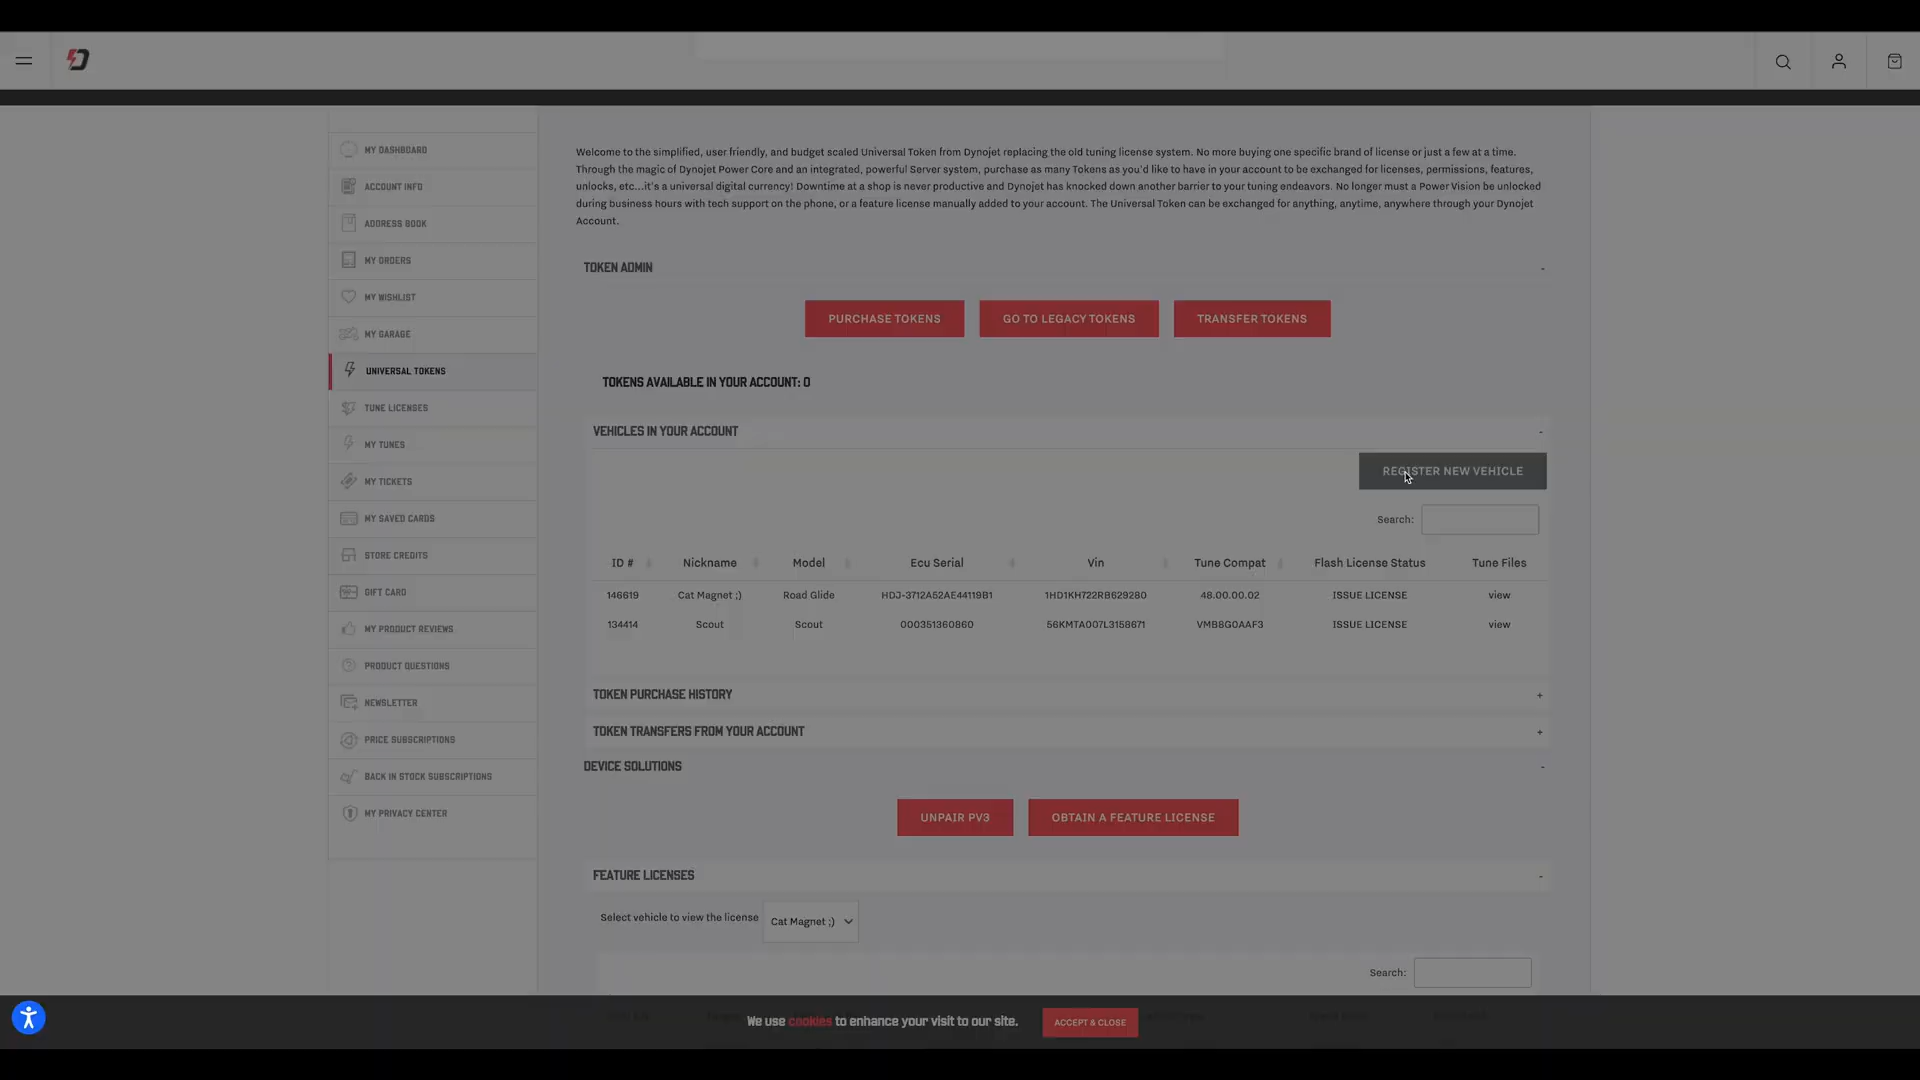 MY DASHBOARD
ACCOUNT INFO
ADDRESS BOOK
MY ORDERS
MY WISHLIST
MY GARAGE
UNIVERSAL TOKENS
TUNE LICENSES
MY TUNES
MY TICKETS
MY SAVED CARDS
STORE CREDITS
GIFT CARD
MY PRODUCT REVIEWS
PRODUCT QUESTIONS
NEWSLETTER
PRICE SUBSCRIPTIONS
BACK IN STOCK SUBSCRIPTIONS
MY PRIVACY CENTER
Welcome to the simplified, user friendly, and budget scaled Universal Token from Dynojet replacing the old tuning license system. No more buying one specific brand of license or just a few at a time.
Through the magic of Dynojet Power Core and an integrated, powerful Server system, purchase as many Tokens as you'd like to have in your account to be exchanged for licenses, permissions, features,
unlocks, etc...it's a universal digital currency! Downtime at a shop is never productive and Dynojet has knocked down another barrier to your tuning endeavors. No longer must a Power Vision be unlocked
during business hours with tech support on the phone, or a feature license manually added to your account. The Universal Token can be exchanged for anything, anytime, anywhere through your Dynojet
Account.
TOKEN ADMIN -
PURCHASE TOKENS GO TO LEGACY TOKENS TRANSFER TOKENS
TOKENS AVAILABLE IN YOUR ACCOUNT: 0
VEHICLES IN YOUR ACCOUNT -
REGISTER NEW VEHICLE
Search:
ID # Nickname Model Ecu Serial Vin Tune Compat Flash License Status Tune Files
146619 Cat Magnet ;) Road Glide HDJ-3712A52AE44119B1 1HD1KH722RB629280 48.00.00.02 ISSUE LICENSE view
134414 Scout Scout 000351360860 56KMTA007L3158671 VMB8G0AAF3 ISSUE LICENSE view
TOKEN PURCHASE HISTORY +
TOKEN TRANSFERS FROM YOUR ACCOUNT +
DEVICE SOLUTIONS -
UNPAIR PV3 OBTAIN A FEATURE LICENSE
FEATURE LICENSES -
Select vehicle to view the license Cat Magnet ;)
Search:
We use cookies to enhance your visit to our site. ACCEPT & CLOSE